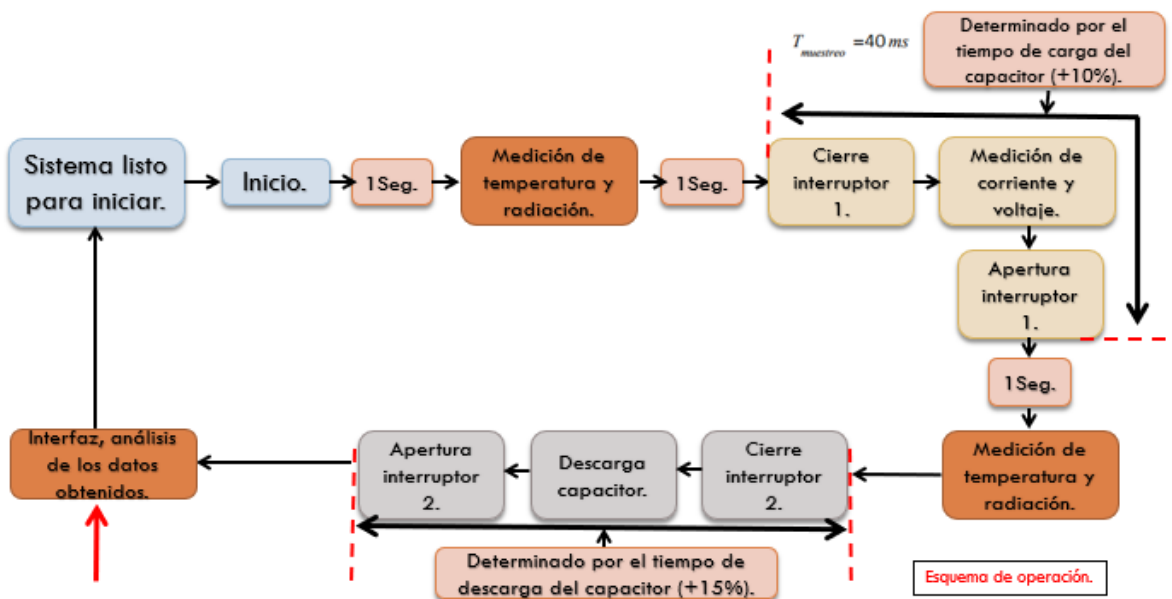 T_muestreo =40 ms
Determinado por el
tiempo de carga del
capacitor (+10%).
Sistema listo
para iniciar.
Inicio.
1Seg.
Medición de
temperatura y
radiación.
1Seg.
Cierre
interruptor
1.
Medición de
corriente y
voltaje.
Apertura
interruptor
1.
1Seg.
Medición de
temperatura y
radiación.
Cierre
interruptor
2.
Descarga
capacitor.
Apertura
interruptor
2.
Determinado por el tiempo de
descarga del capacitor (+15%).
Interfaz, análisis
de los datos
obtenidos.
Esquema de operación.